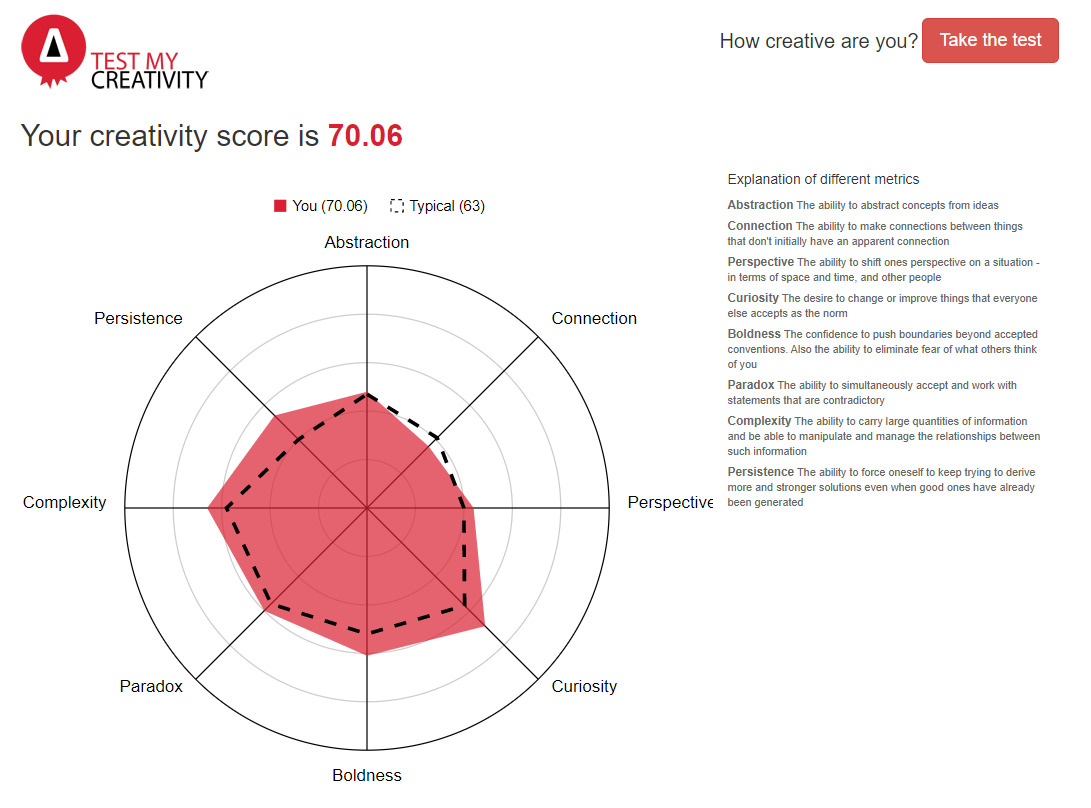 TEST MY
CREATIVITY
How creative are you?
Take the test
Your creativity score is 70.06
You (70.06)
Typical (63)
Abstraction
Connection
Perspective
Curiosity
Boldness
Paradox
Complexity
Persistence
Explanation of different metrics
Abstraction The ability to abstract concepts from ideas
Connection The ability to make connections between things
that don't initially have an apparent connection
Perspective The ability to shift ones perspective on a situation -
in terms of space and time, and other people
Curiosity The desire to change or improve things that everyone
else accepts as the norm
Boldness The confidence to push boundaries beyond accepted
conventions. Also the ability to eliminate fear of what others think
of you
Paradox The ability to simultaneously accept and work with
statements that are contradictory
Complexity The ability to carry large quantities of information
and be able to manipulate and manage the relationships between
such information
Persistence The ability to force oneself to keep trying to derive
more and stronger solutions even when good ones have already
been generated